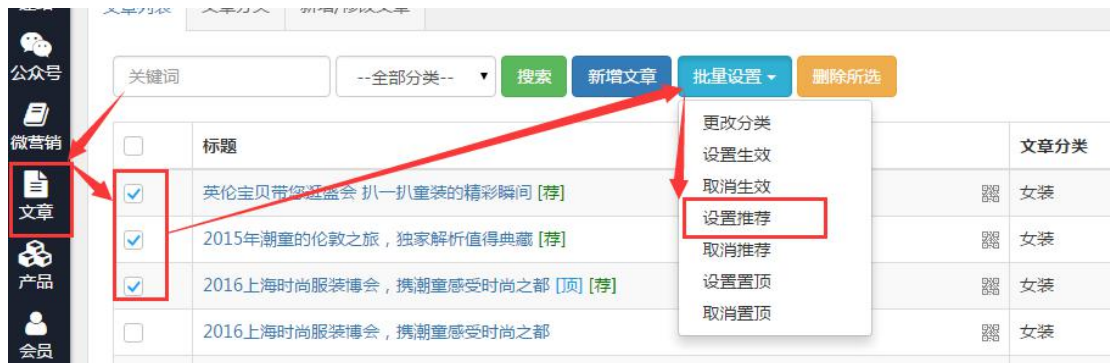 文章列表 文章分类 新增/修改文章
公众号
关键词 --全部分类-- 搜索 新增文章 批量设置 删除所选
微营销
更改分类
标题 文章分类
设置生效
文章
取消生效
英伦宝贝带您逛盛会 扒一扒童装的精彩瞬间 [荐] 女装
设置推荐
2015年潮童的伦敦之旅，独家解析值得典藏 [荐] 女装
取消推荐
产品
2016上海时尚服装博会，携潮童感受时尚之都 [顶] [荐] 女装
设置置顶
取消置顶
2016上海时尚服装博会，携潮童感受时尚之都 女装
会员